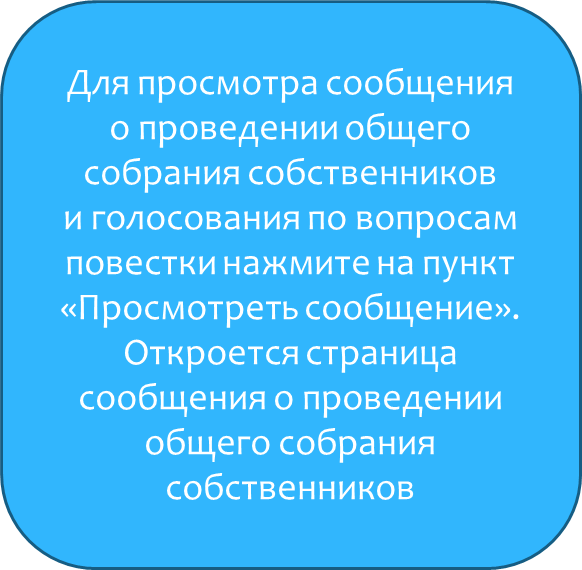 Для просмотра сообщения
о проведении общего
собрания собственников
и голосования по вопросам
повестки нажмите на пункт
«Просмотреть сообщение».
Откроется страница
сообщения о проведении
общего собрания
собственников